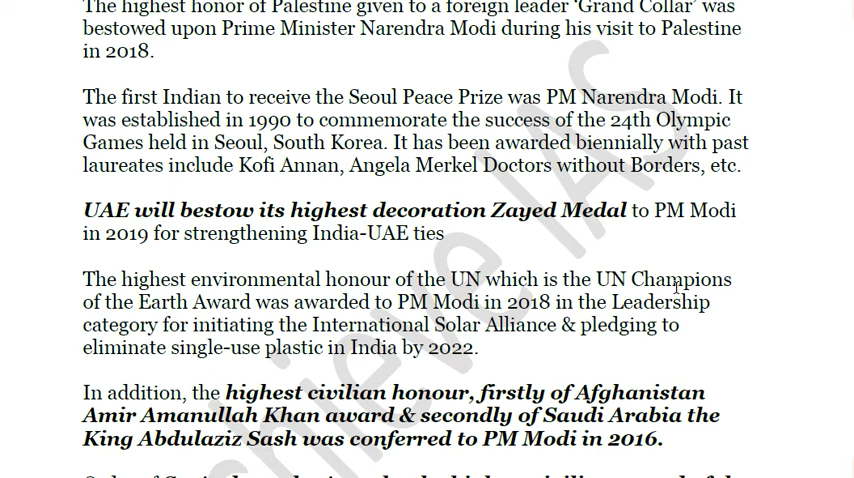 The highest honor of Palestine given to a foreign leader ‘Grand Collar’ was
bestowed upon Prime Minister Narendra Modi during his visit to Palestine
in 2018.
The first Indian to receive the Seoul Peace Prize was PM Narendra Modi. It
was established in 1990 to commemorate the success of the 24th Olympic
Games held in Seoul, South Korea. It has been awarded biennially with past
laureates include Kofi Annan, Angela Merkel Doctors without Borders, etc.
UAE will bestow its highest decoration Zayed Medal to PM Modi
in 2019 for strengthening India-UAE ties
The highest environmental honour of the UN which is the UN Champions
of the Earth Award was awarded to PM Modi in 2018 in the Leadership
category for initiating the International Solar Alliance & pledging to
eliminate single-use plastic in India by 2022.
In addition, the highest civilian honour, firstly of Afghanistan
Amir Amanullah Khan award & secondly of Saudi Arabia the
King Abdulaziz Sash was conferred to PM Modi in 2016.